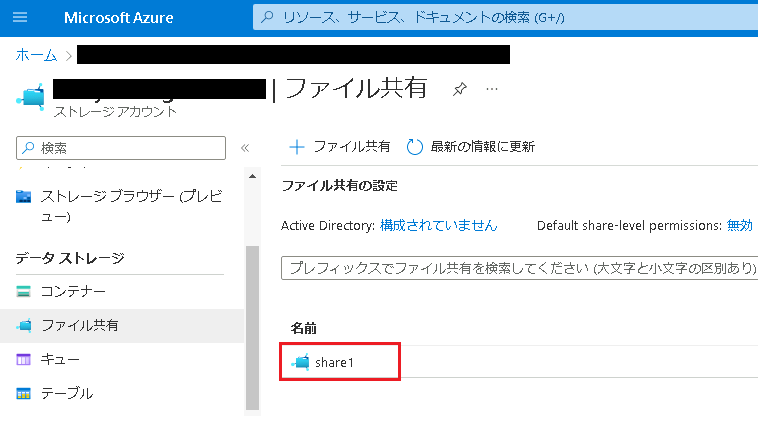 Microsoft Azure
リソース、サービス、ドキュメントの検索 (G+/)
ホーム
| ファイル共有
ストレージ アカウント
検索
ファイル共有
最新の情報に更新
ストレージ ブラウザー (プレビ
ュー)
ファイル共有の設定
Active Directory: 構成されていません
Default share-level permissions: 無効
データ ストレージ
プレフィックスでファイル共有を検索してください (大文字と小文字の区別あり)
コンテナー
ファイル共有
名前
キュー
share1
テーブル